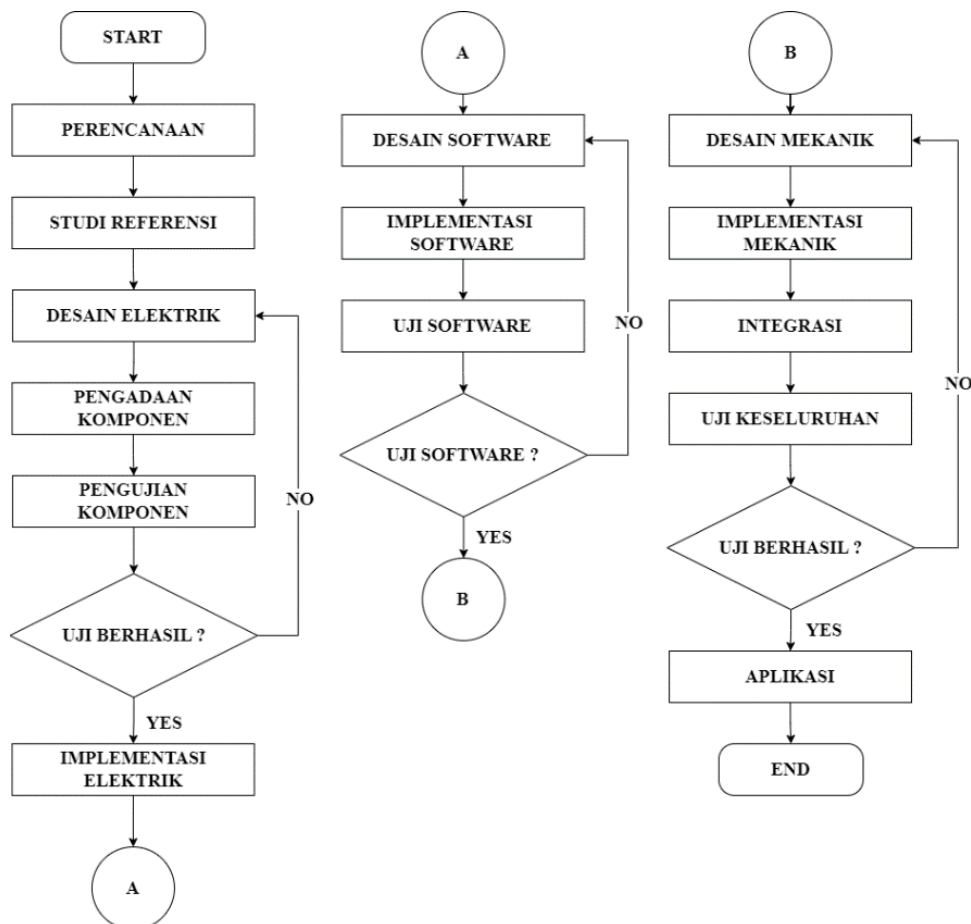 START
PERENCANAAN
STUDI REFERENSI
DESAIN ELEKTRIK
PENGADAAN
KOMPONEN
PENGUJIAN
KOMPONEN
NO
UJI BERHASIL ?
YES
IMPLEMENTASI
ELEKTRIK
A
A
DESAIN SOFTWARE
IMPLEMENTASI
SOFTWARE
UJI SOFTWARE
NO
UJI SOFTWARE ?
YES
B
B
DESAIN MEKANIK
IMPLEMENTASI
MEKANIK
INTEGRASI
NO
UJI KESELURUHAN
UJI BERHASIL ?
YES
APLIKASI
END